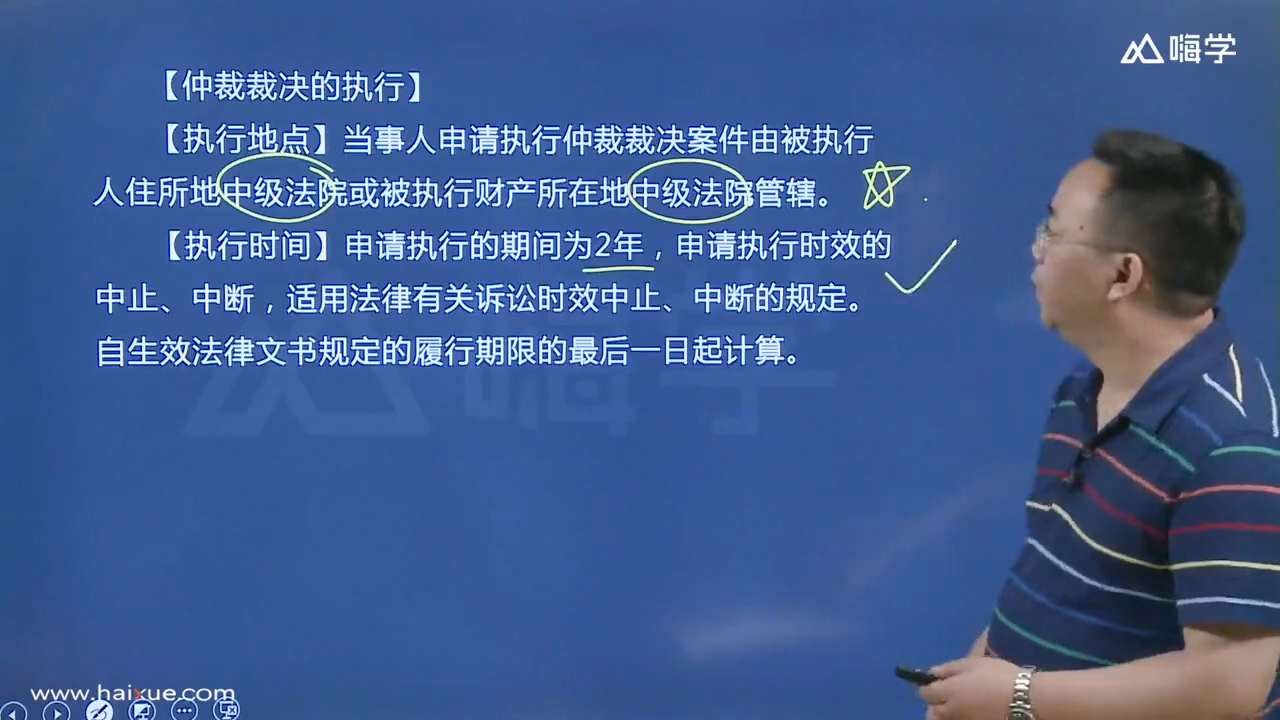 嗨学
【仲裁裁决的执行】
【执行地点】当事人申请执行仲裁裁决案件由被执行
人住所地中级法院或被执行财产所在地中级法院管辖。
【执行时间】申请执行的期间为2年，申请执行时效的
中止、中断，适用法律有关诉讼时效中止、中断的规定。
自生效法律文书规定的履行期限的最后一日起计算。
嗨学
www.haixue.com